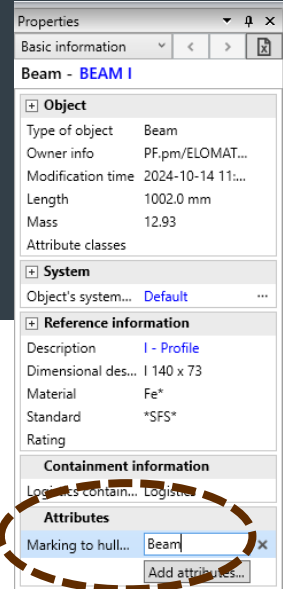 Properties
Basic information
Beam - BEAM I
Object
Type of object Beam
Owner info PF.pm/ELOMAT...
Modification time 2024-10-14 11:...
Length 1002.0 mm
Mass 12.93
Attribute classes
System
Object's system... Default ...
Reference information
Description I - Profile
Dimensional des... I 140 x 73
Material Fe*
Standard *SFS*
Rating
Containment information
Logistics contain... Logistics
Attributes
Marking to hull... Beam
Add attributes...